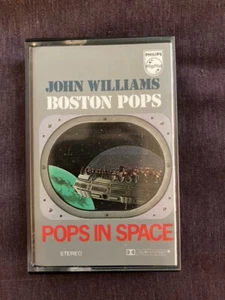 PHILIPS
JOHN WILLIAMS
BOSTON POPS
POPS IN SPACE
STEREO